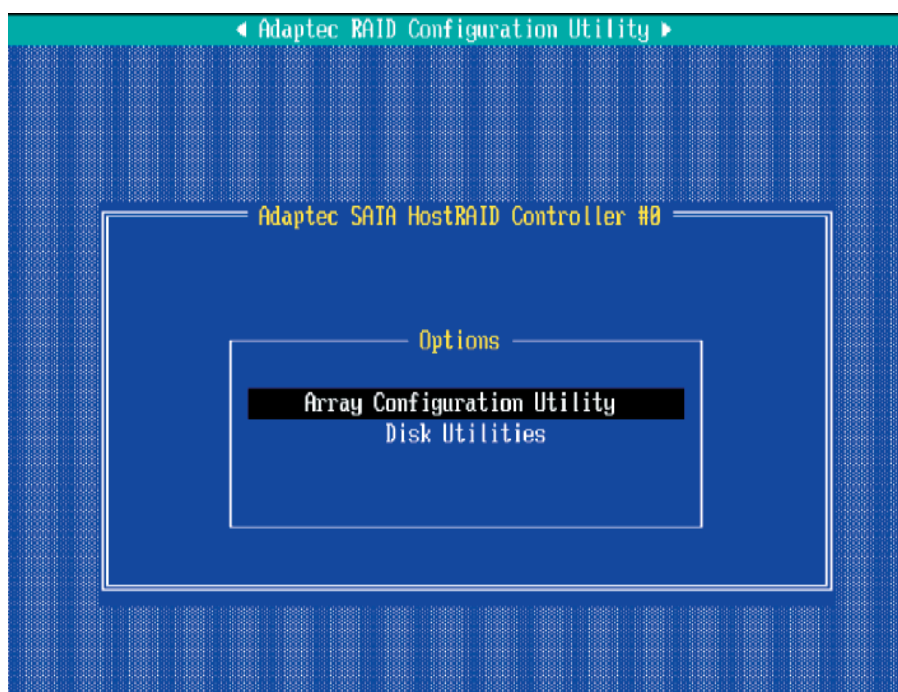 Adaptec RAID Configuration Utility
Adaptec SATA HostRAID Controller #0
Options
Array Configuration Utility
Disk Utilities